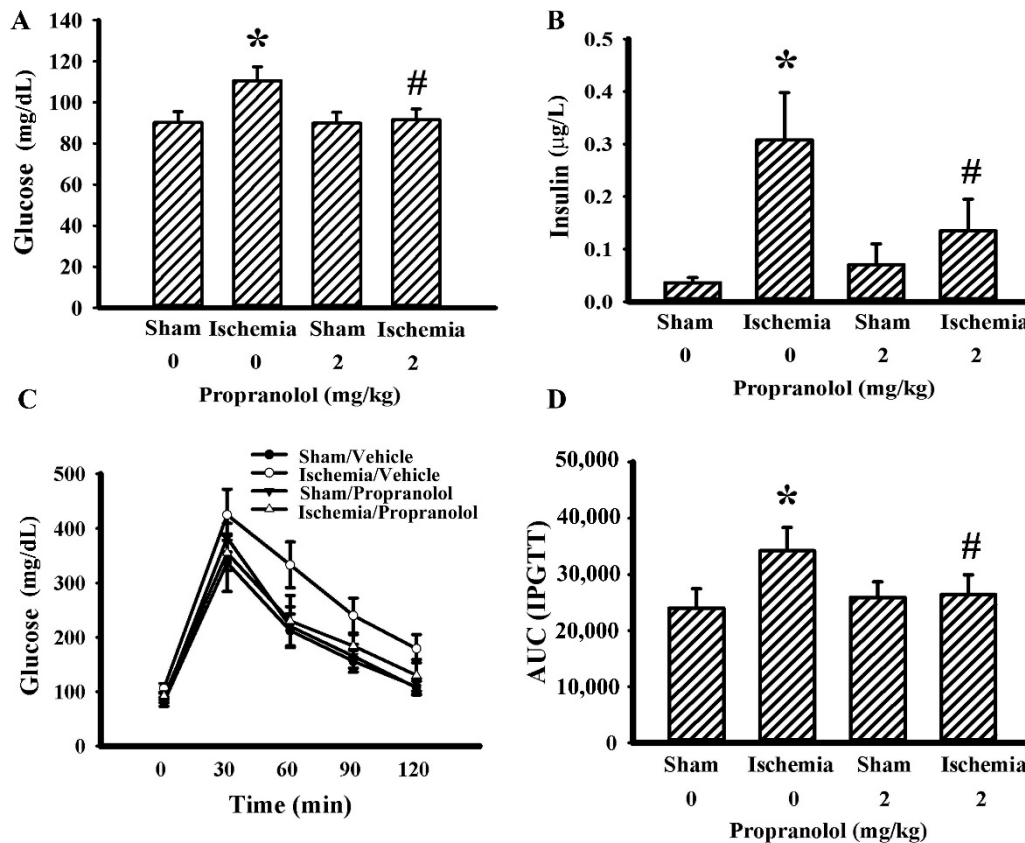 A
Glucose (mg/dL)
140
120
100
80
60
40
20
0
*
#
Sham Ischemia Sham Ischemia
0 0 2 2
Propranolol (mg/kg)
B
Insulin (µg/L)
0.5
0.4
0.3
0.2
0.1
0.0
*
#
Sham Ischemia Sham Ischemia
0 0 2 2
Propranolol (mg/kg)
C
Glucose (mg/dL)
500
400
300
200
100
0
Sham/Vehicle
Ischemia/Vehicle
Sham/Propranolol
Ischemia/Propranolol
0 30 60 90 120
Time (min)
D
AUC (IPGTT)
50,000
40,000
30,000
20,000
10,000
0
*
#
Sham Ischemia Sham Ischemia
0 0 2 2
Propranolol (mg/kg)